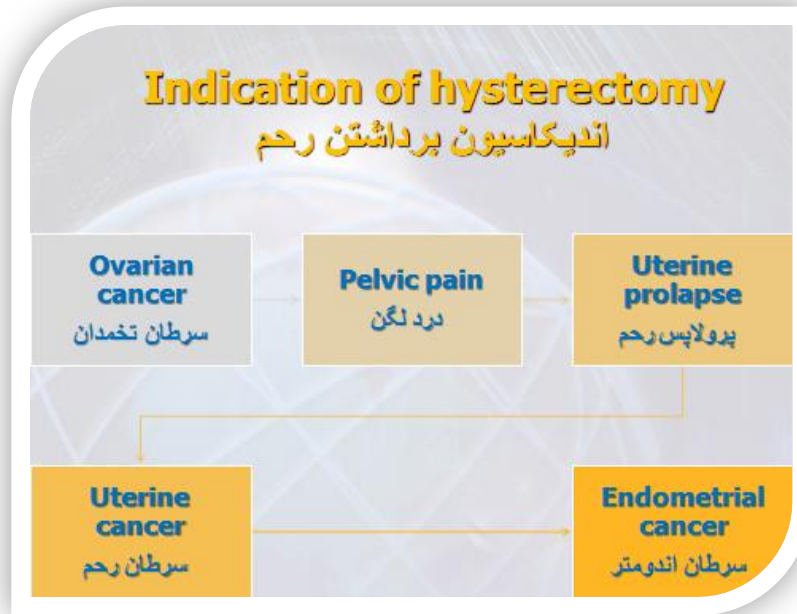 Indication of hysterectomy
اندیکاسیون برداشتن رحم
Ovarian
cancer
سرطان تخمدان
Pelvic pain
درد لگن
Uterine
prolapse
پرولاپس رحم
Uterine
cancer
سرطان رحم
Endometrial
cancer
سرطان اندومتر